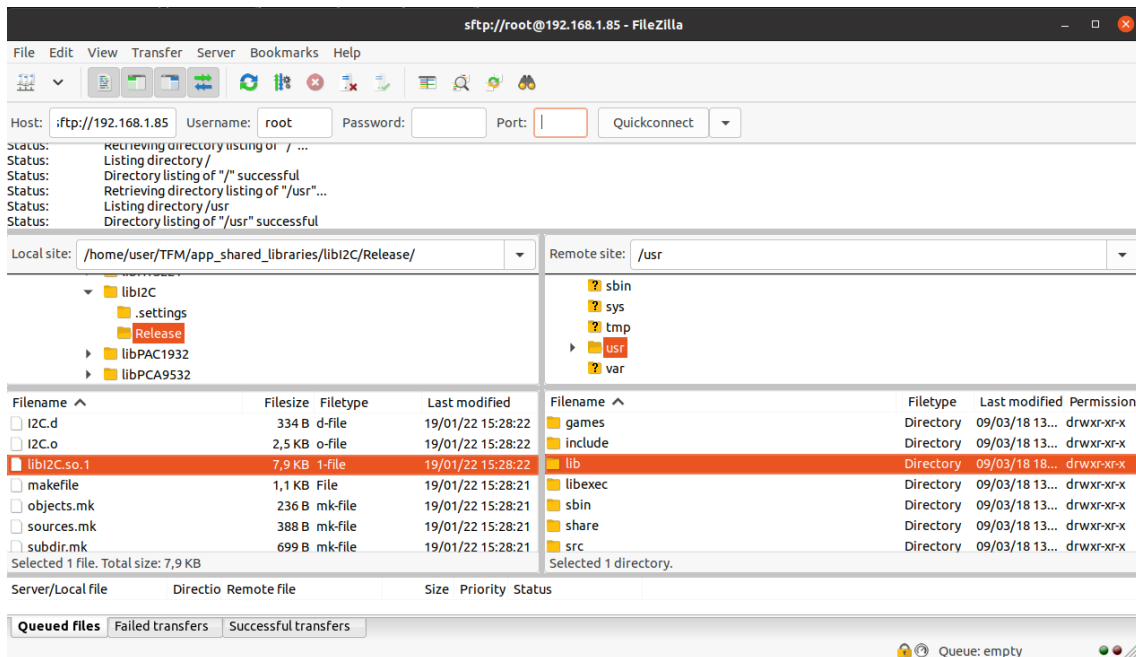 sftp://root@192.168.1.85 - FileZilla
File Edit View Transfer Server Bookmarks Help
Host: :ftp://192.168.1.85 Username: root Password: Port: Quickconnect
Status: Retrieving directory listing of "/"...
Status: Listing directory /
Status: Directory listing of "/" successful
Status: Retrieving directory listing of "/usr"...
Status: Listing directory /usr
Status: Directory listing of "/usr" successful
Local site: /home/user/TFM/app_shared_libraries/libI2C/Release/
libI2C
.settings
Release
libPAC1932
libPCA9532
Remote site: /usr
? sbin
? sys
? tmp
usr
? var
Filename Filesize Filetype Last modified
I2C.d 334 B d-file 19/01/22 15:28:22
I2C.o 2,5 KB o-file 19/01/22 15:28:22
libI2C.so.1 7,9 KB 1-file 19/01/22 15:28:22
makefile 1,1 KB File 19/01/22 15:28:21
objects.mk 236 B mk-file 19/01/22 15:28:21
sources.mk 388 B mk-file 19/01/22 15:28:21
subdir.mk 699 B mk-file 19/01/22 15:28:21
Selected 1 file. Total size: 7,9 KB
Filename Filetype Last modified Permission
games Directory 09/03/18 13... drwxr-xr-x
include Directory 09/03/18 13... drwxr-xr-x
lib Directory 09/03/18 18... drwxr-xr-x
libexec Directory 09/03/18 13... drwxr-xr-x
sbin Directory 09/03/18 13... drwxr-xr-x
share Directory 09/03/18 13... drwxr-xr-x
src Directory 09/03/18 13... drwxr-xr-x
Selected 1 directory.
Server/Local file Directio Remote file Size Priority Status
Queued files Failed transfers Successful transfers
Queue: empty